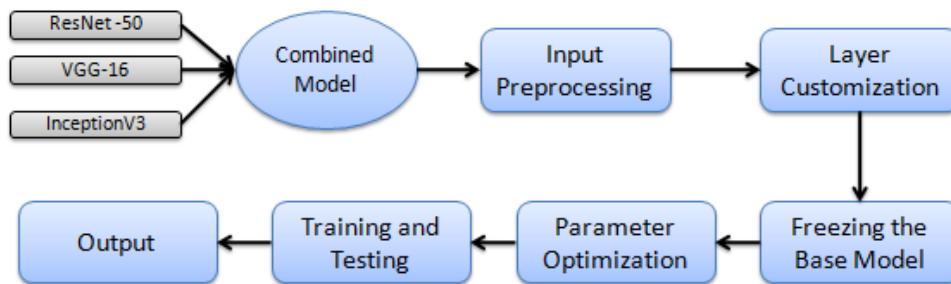 ResNet -50
VGG-16
InceptionV3
Combined
Model
Input
Preprocessing
Layer
Customization
Freezing the
Base Model
Parameter
Optimization
Training and
Testing
Output